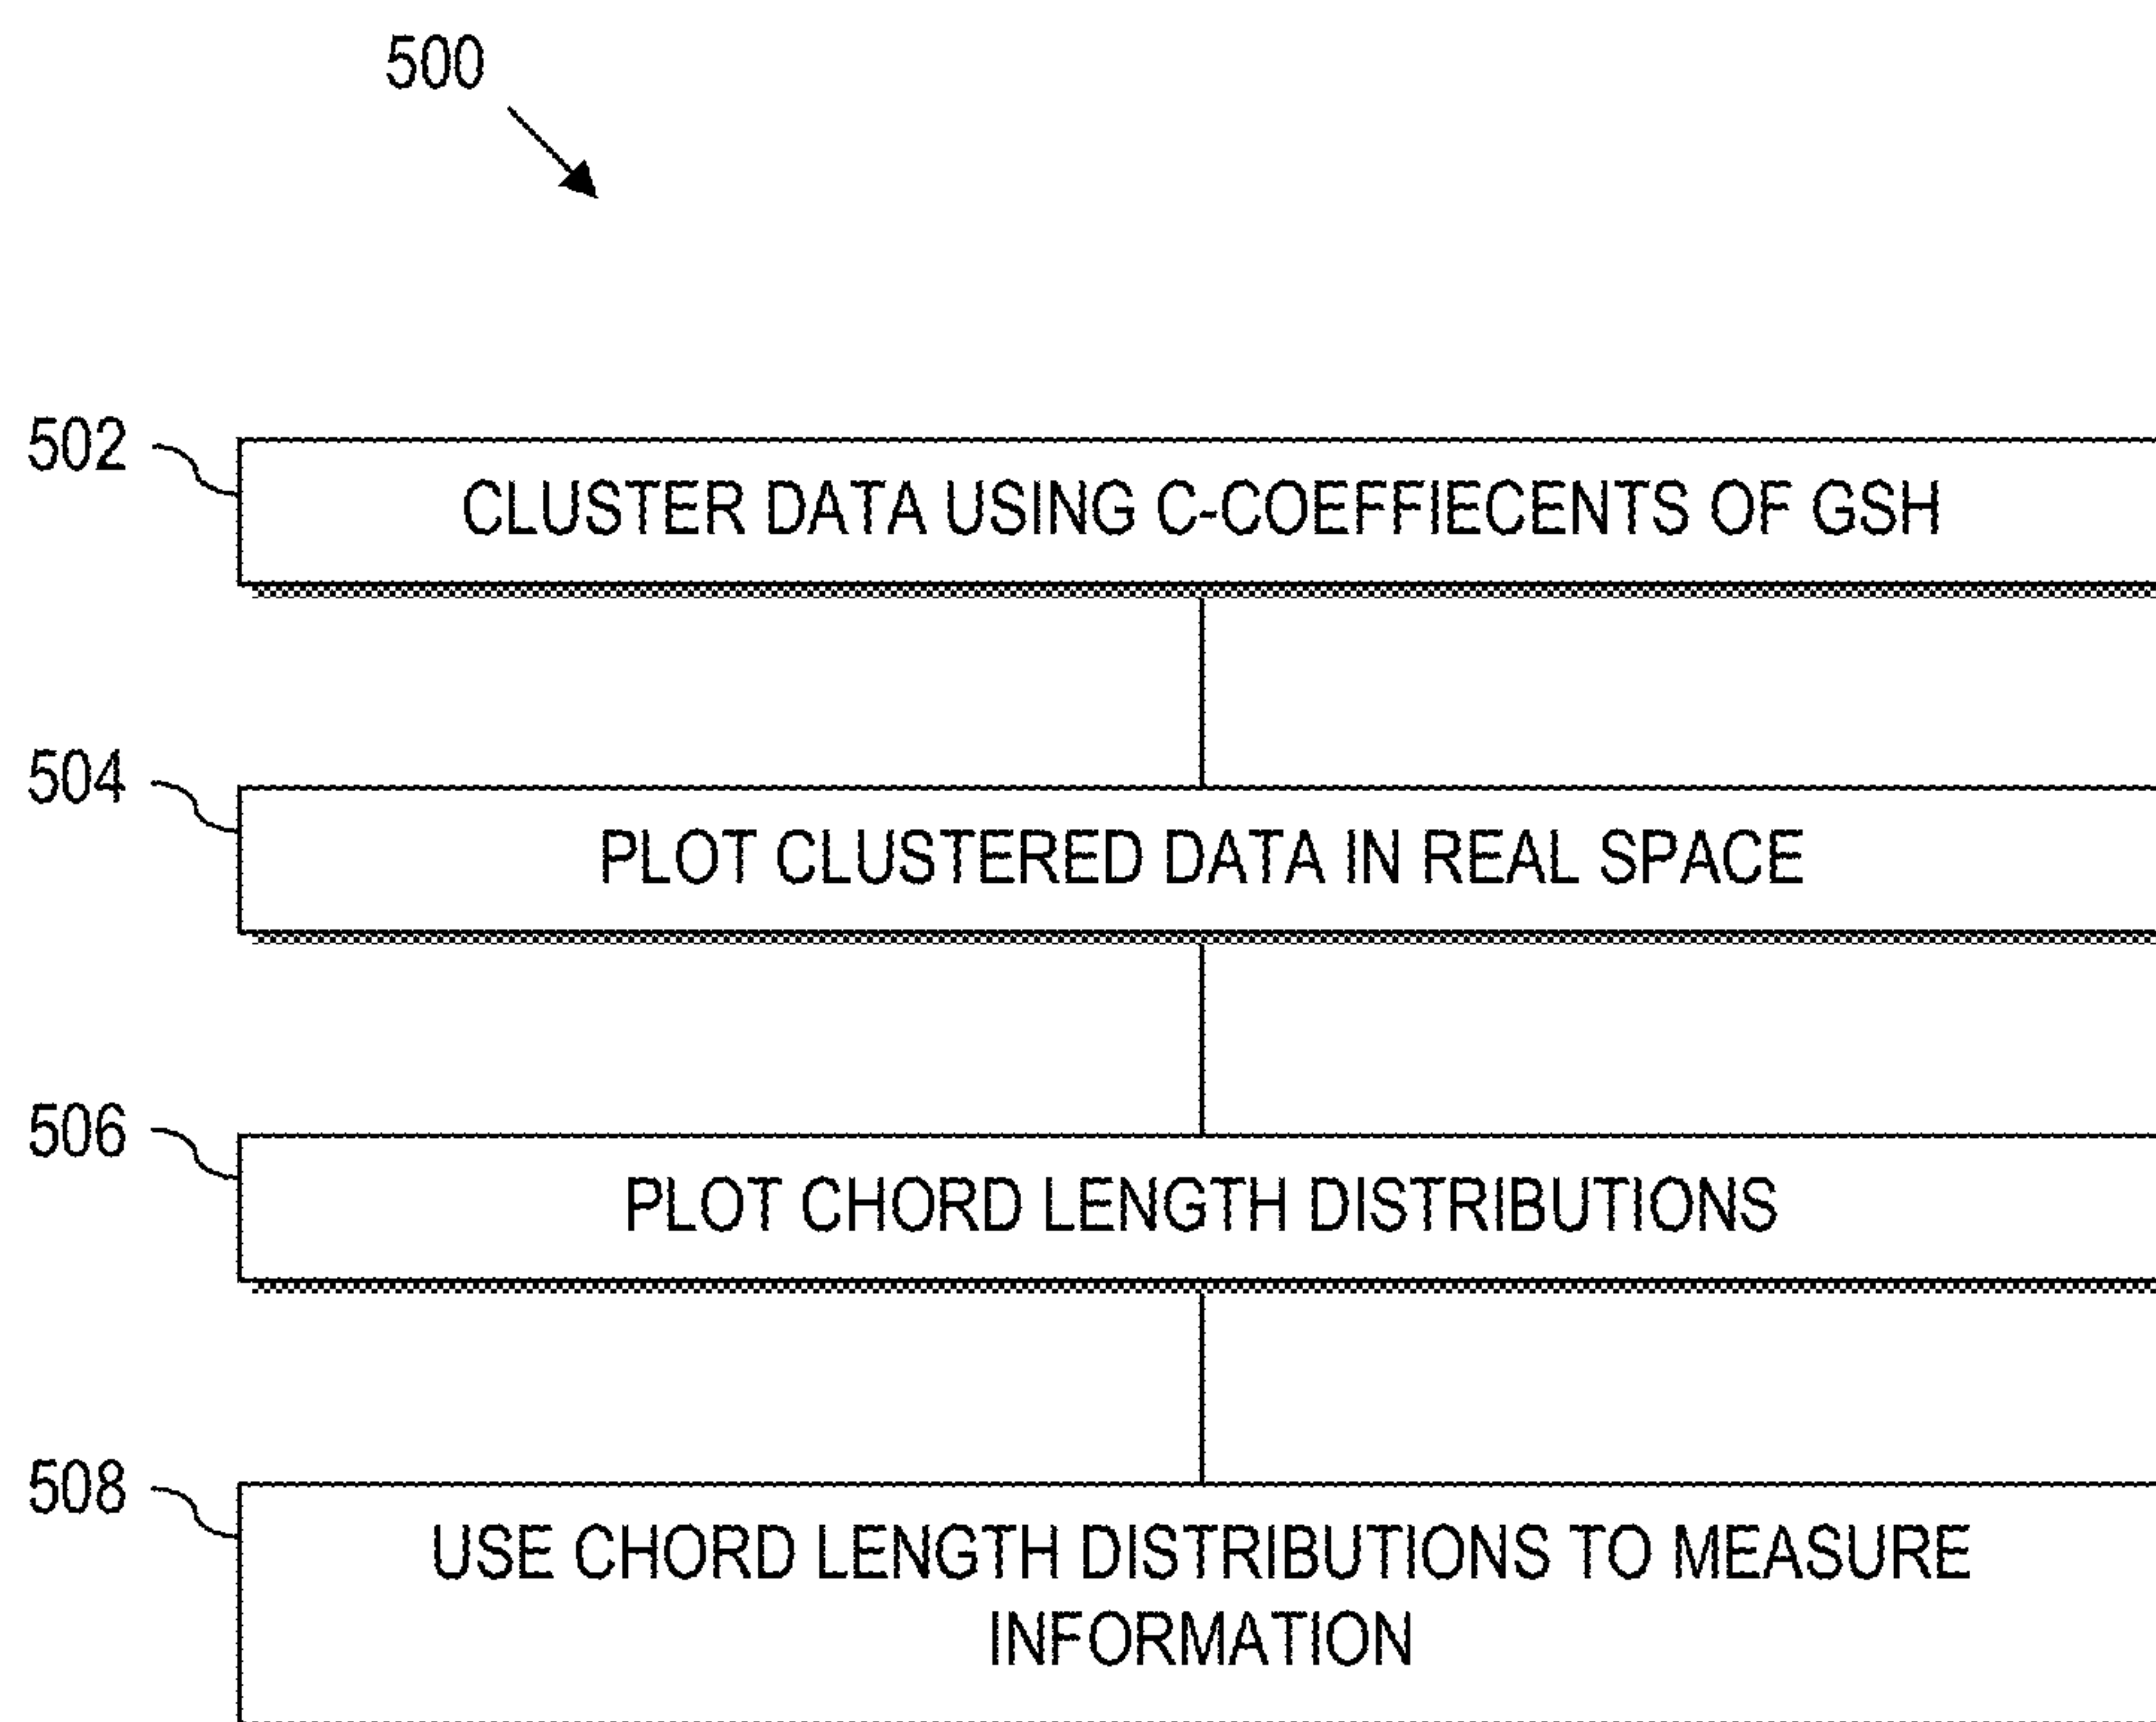 500
502
CLUSTER DATA USING C-COEFFIECENTS OF GSH
504
PLOT CLUSTERED DATA IN REAL SPACE
506
PLOT CHORD LENGTH DISTRIBUTIONS
508
USE CHORD LENGTH DISTRIBUTIONS TO MEASURE
INFORMATION